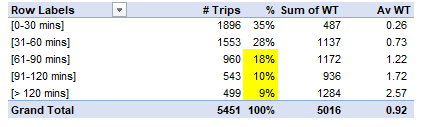 Row Labels # Trips % Sum of WT Av WT
[0-30 mins] 1896 35% 487 0.26
[31-60 mins] 1553 28% 1137 0.73
[61-90 mins] 960 18% 1172 1.22
[91-120 mins] 543 10% 936 1.72
[> 120 mins] 499 9% 1284 2.57
Grand Total 5451 100% 5016 0.92